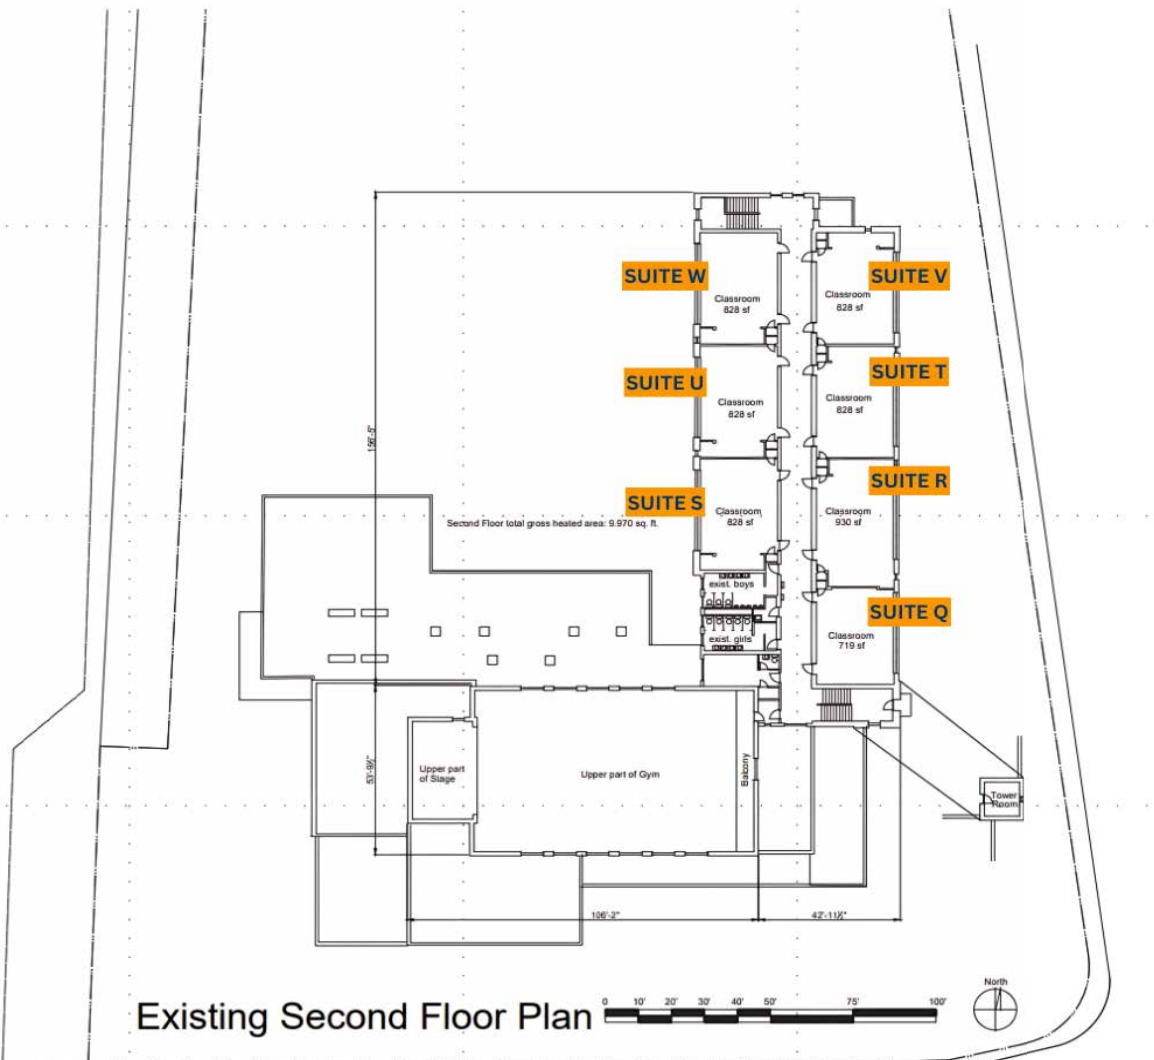 SUITE W
SUITE V
Classroom
828 sf
Classroom
828 sf
SUITE U
SUITE T
Classroom
828 sf
Classroom
828 sf
156'-5"
SUITE S
SUITE R
Classroom
828 sf
Classroom
930 sf
Second Floor total gross heated area: 9.970 sq. ft.
exist. boys
SUITE Q
exist. girls
Classroom
719 sf
Upper part
of Stage
Upper part of Gym
Balcony
53'-9½"
Tower
Room
106'-2"
42'-11½"
North
Existing Second Floor Plan
0 10' 20' 30' 40' 50' 75' 100'